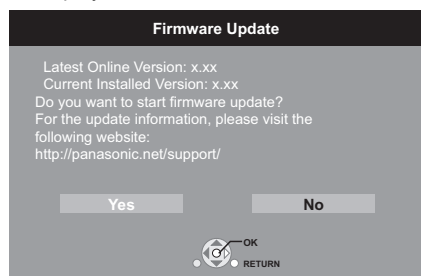 Firmware Update
Latest Online Version: x.xx
Current Installed Version: x.xx
Do you want to start firmware update?
For the update information, please visit the
following website:
http://panasonic.net/support/
Yes
No
OK
RETURN